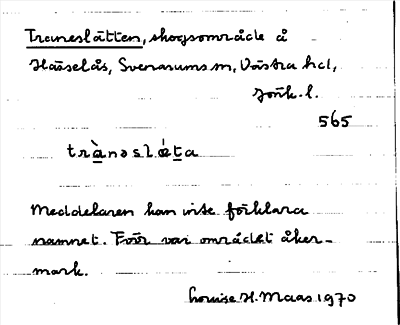 Traneslätten, skogsområde å
Hässelås, Svenarums sn, Västra hd,
Jönk. l.
565
trànəslǽta
Meddelaren kan inte förklara
namnet. Förr var området åker-
mark.
Louise H. Maas 1970